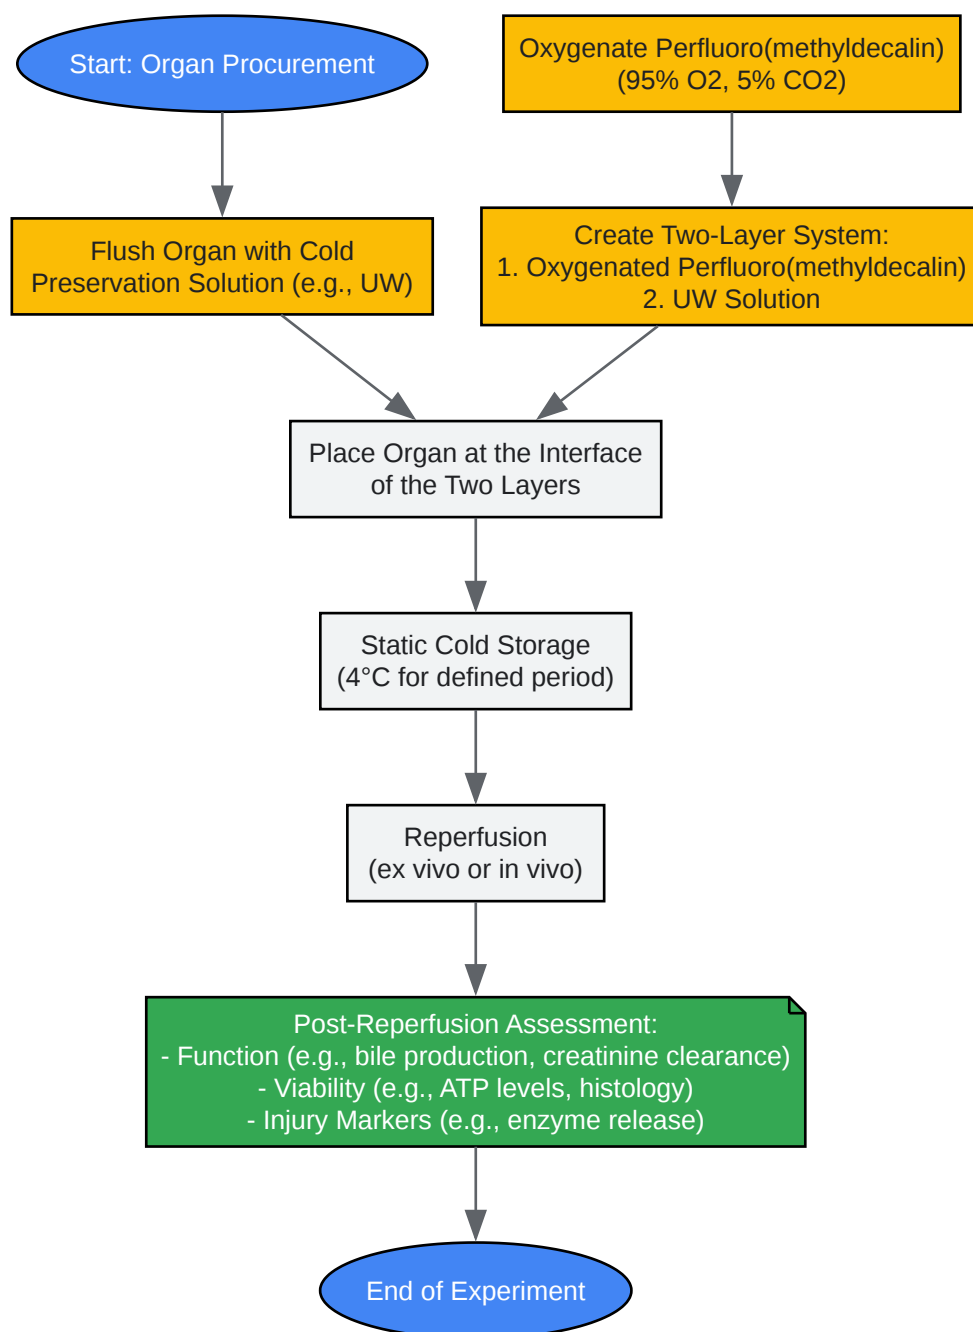 Start: Organ Procurement
Oxygenate Perfluoro(methyldecalin)
(95% O2, 5% CO2)
Flush Organ with Cold
Preservation Solution (e.g., UW)
Create Two-Layer System:
1. Oxygenated Perfluoro(methyldecalin)
2. UW Solution
Place Organ at the Interface
of the Two Layers
Static Cold Storage
(4°C for defined period)
Reperfusion
(ex vivo or in vivo)
Post-Reperfusion Assessment:
- Function (e.g., bile production, creatinine clearance)
- Viability (e.g., ATP levels, histology)
- Injury Markers (e.g., enzyme release)
End of Experiment